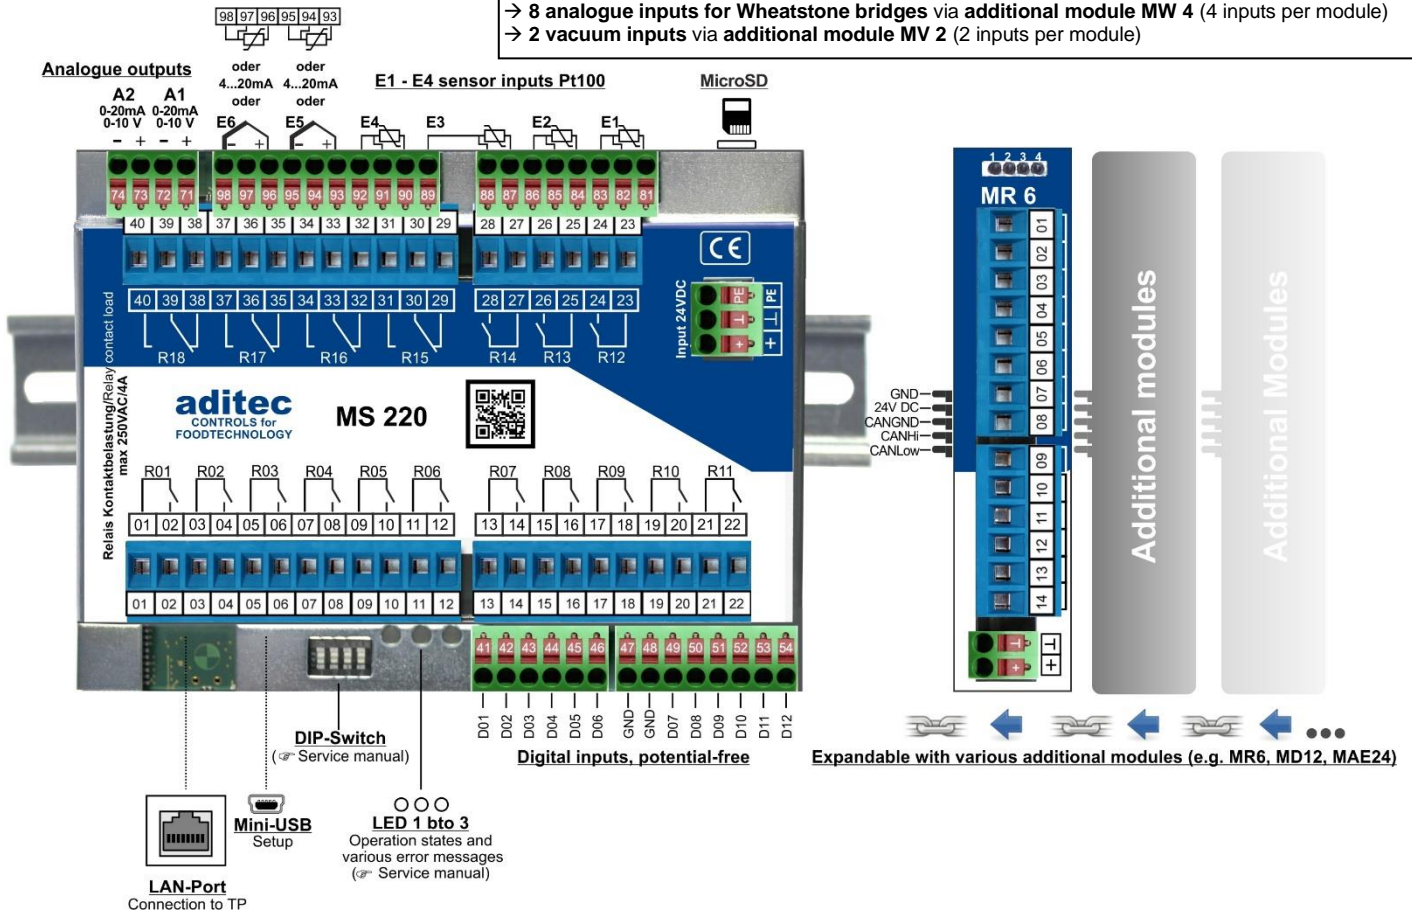 → 8 analogue inputs for Wheatstone bridges via additional module MW 4 (4 inputs per module)
→ 2 vacuum inputs via additional module MV 2 (2 inputs per module)
98 97 96 95 94 93
oder oder
4...20mA 4...20mA
oder oder
Analogue outputs
A2 A1
0-20mA 0-20mA
0-10 V 0-10 V
− + − +
E1 - E4 sensor inputs Pt100
MicroSD
E6 E5 E4 E3 E2 E1
− + − +
74 73 72 71 98 97 96 95 94 93 92 91 90 89 88 87 86 85 84 83 82 81
40 39 38 37 36 35 34 33 32 31 30 29 28 27 26 25 24 23
40 39 38 37 36 35 34 33 32 31 30 29 28 27 26 25 24 23
R18 R17 R16 R15 R14 R13 R12
CE
Input 24VDC
PE PE
⊥ ⊥
+ +
Relais Kontaktbelastung/Relay contact load
max 250VAC/4A
aditec
CONTROLS for
FOODTECHNOLOGY
MS 220
R01 R02 R03 R04 R05 R06 R07 R08 R09 R10 R11
01 02 03 04 05 06 07 08 09 10 11 12 13 14 15 16 17 18 19 20 21 22
01 02 03 04 05 06 07 08 09 10 11 12 13 14 15 16 17 18 19 20 21 22
41 42 43 44 45 46 47 48 49 50 51 52 53 54
D01 D02 D03 D04 D05 D06 GND GND D07 D08 D09 D10 D11 D12
Digital inputs, potential-free
DIP-Switch
(☞ Service manual)
LED 1 bto 3
Operation states and
various error messages
(☞ Service manual)
Mini-USB
Setup
LAN-Port
Connection to TP
1 2 3 4
MR 6
01
02
03
04
05
06
07
08
09
10
11
12
13
14
⊥ ⊥
+ +
GND
24V DC
CANGND
CANHi
CANLow
Additional modules
Additional Modules
Expandable with various additional modules (e.g. MR6, MD12, MAE24)